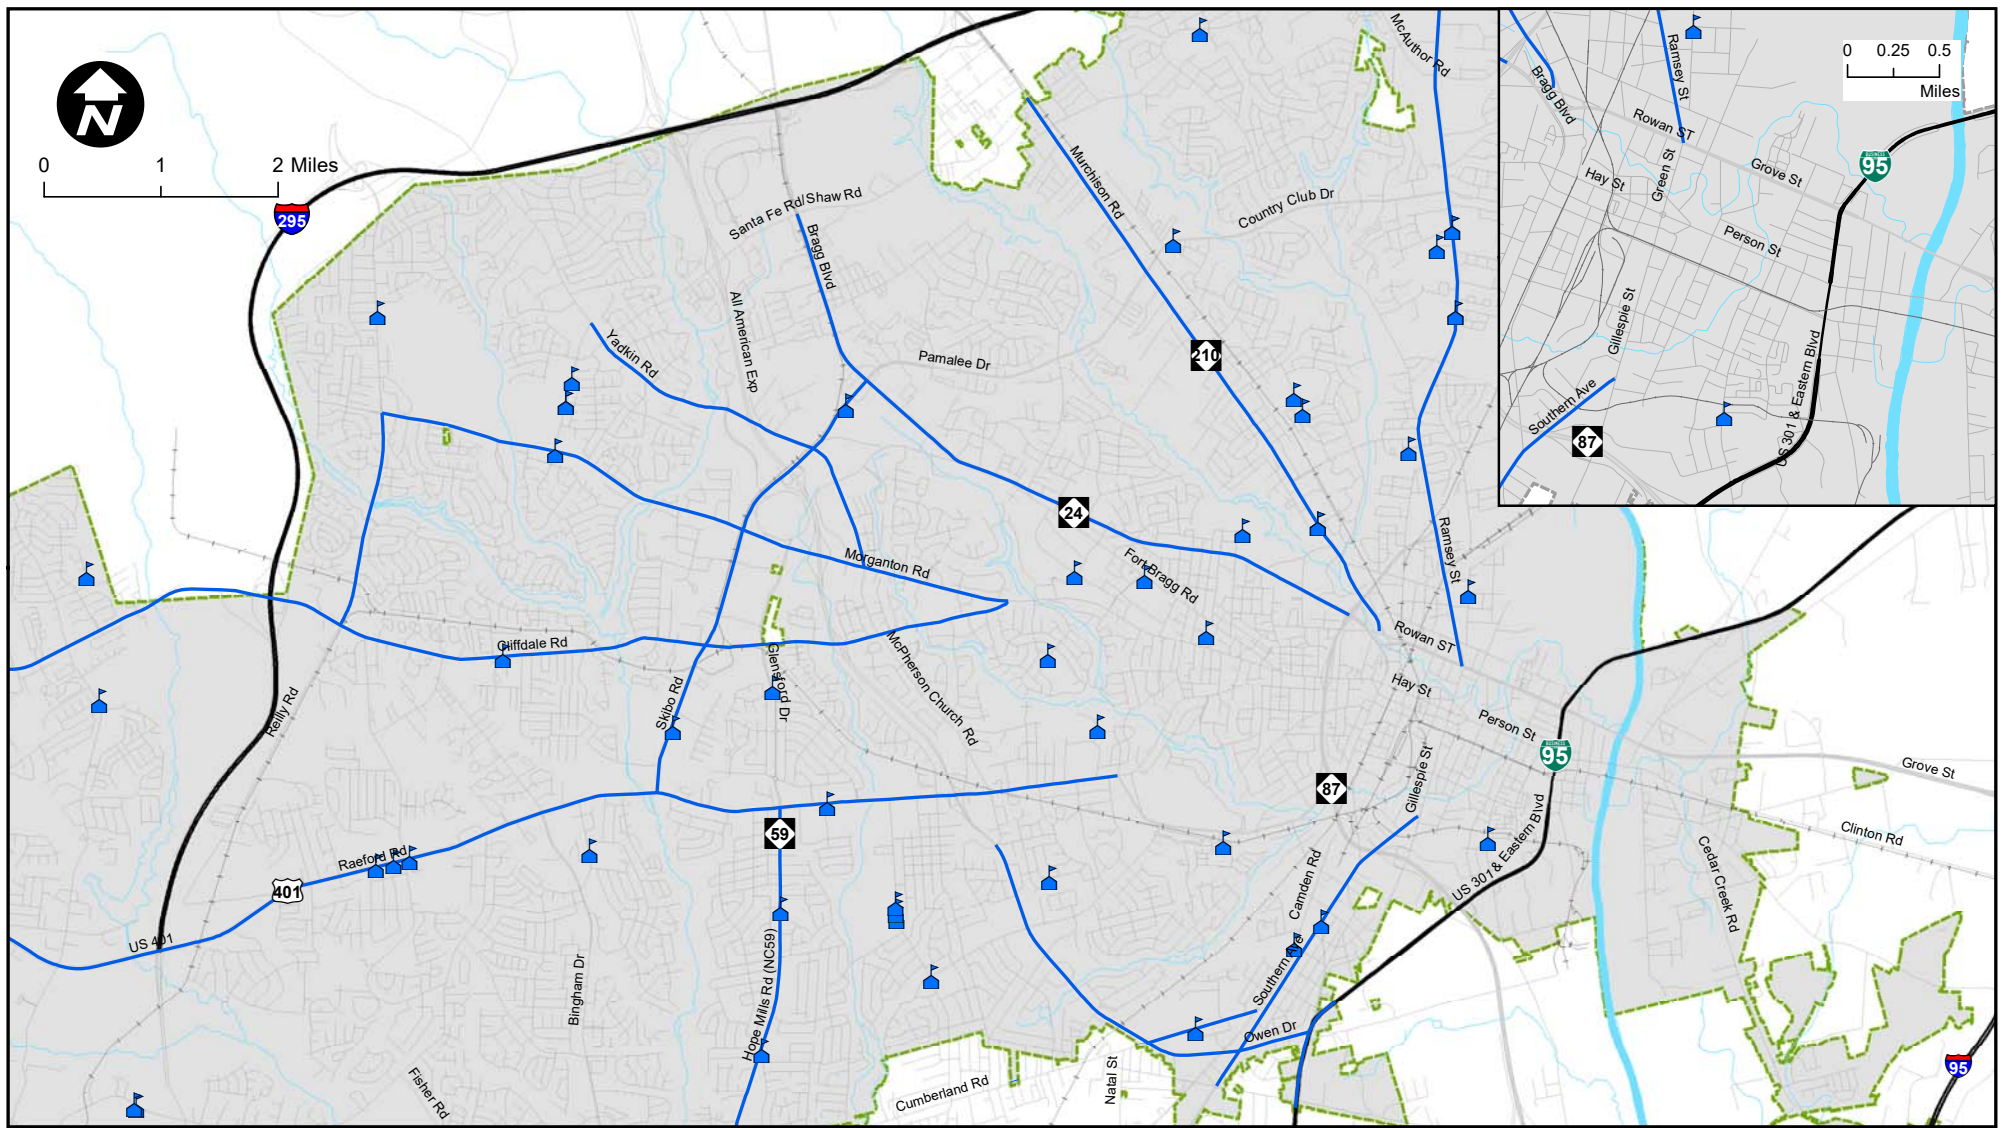 N
0 1 2 Miles
295
McAuthor Rd
Murchison Rd
Santa Fe Rd/Shaw Rd
Bragg Blvd
Country Club Dr
All American Exp
Yadkin Rd
Pamalee Dr
210
24
Morganton Rd
Fort Bragg Rd
Ramsey St
Rowan ST
Hay St
Person St
Cliffdale Rd
Glensford Dr
McPherson Church Rd
Skibo Rd
Reilly Rd
BUSINESS
95
Grove St
Gillespie St
87
59
Clinton Rd
Raeford Rd
401
US 401
US 301 & Eastern Blvd
Cedar Creek Rd
Camden Rd
Southern Ave
Owen Dr
Bingham Dr
Hope Mills Rd (NC59)
Fisher Rd
Cumberland Rd
Natal St
95
0 0.25 0.5
Miles
Ramsey St
Bragg Blvd
Rowan ST
Hay St
Green St
Grove St
BUSINESS
95
Person St
Gillespie St
Southern Ave
87
US 301 & Eastern Blvd